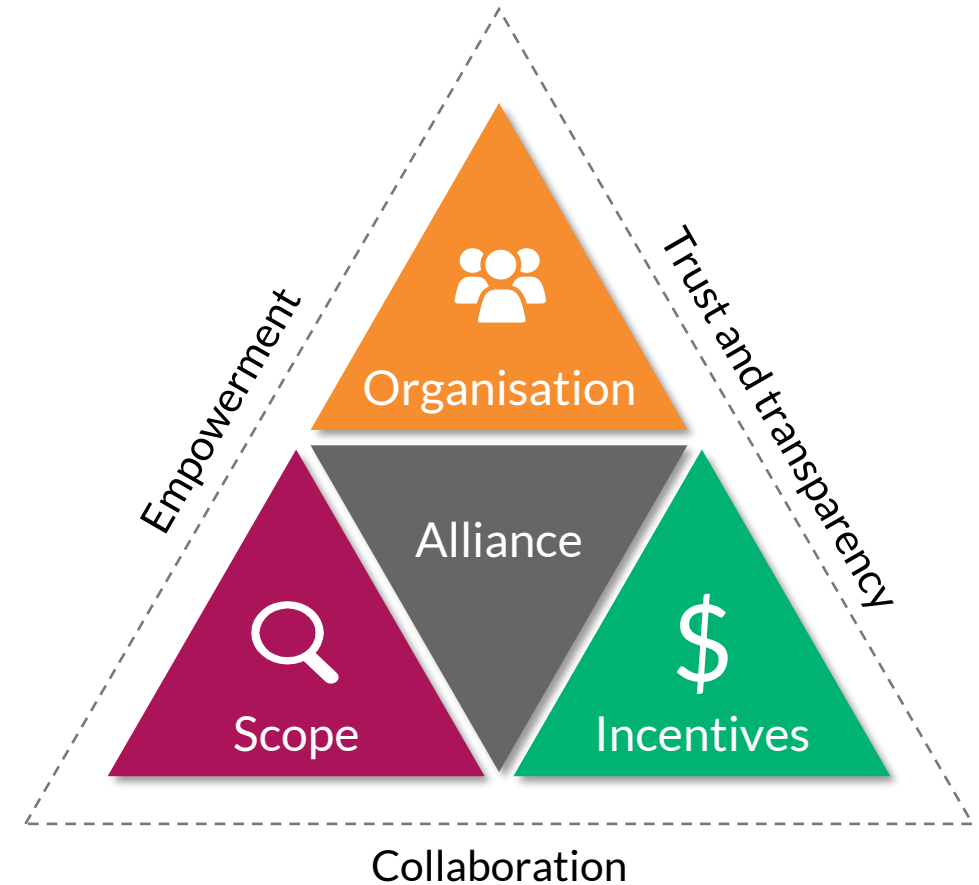 Empowerment
Trust and transparency
Organisation
Alliance
$
Scope
Incentives
Collaboration